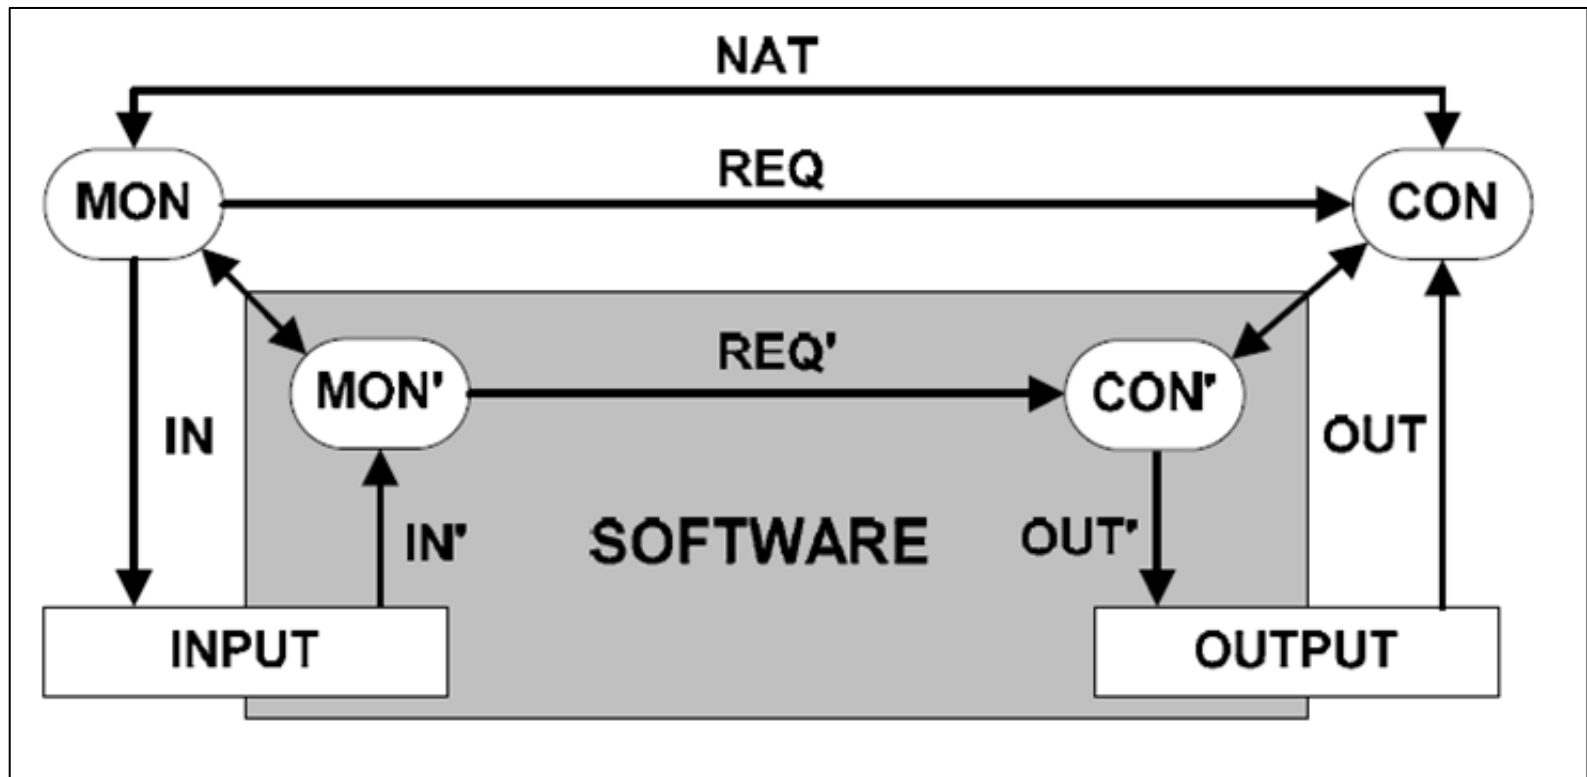 NAT
MON
REQ
CON
MON'
REQ'
CON'
IN
OUT
IN'
SOFTWARE
OUT'
INPUT
OUTPUT